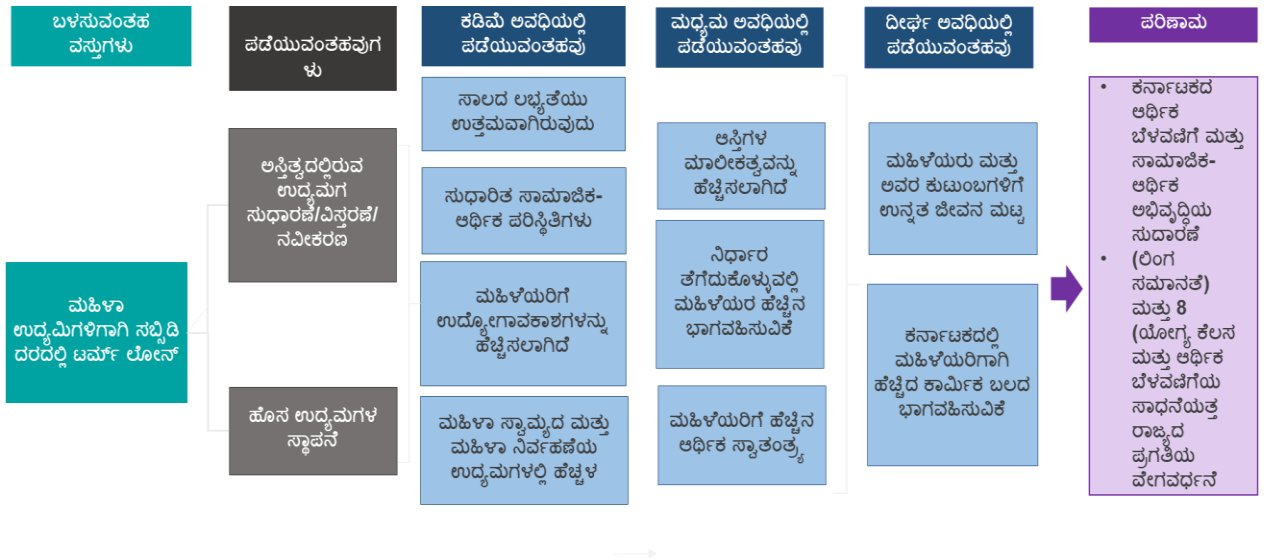 ಬಳಸುವಂತಹ
ವಸ್ತುಗಳು
ಪಡೆಯುವಂತಹವುಗ
ಳು
ಕಡಿಮೆ ಅವಧಿಯಲ್ಲಿ
ಪಡೆಯುವಂತಹವು
ಮಧ್ಯಮ ಅವಧಿಯಲ್ಲಿ
ಪಡೆಯುವಂತಹವು
ದೀರ್ಘ ಅವಧಿಯಲ್ಲಿ
ಪಡೆಯುವಂತಹವು
ಪರಿಣಾಮ
ಮಹಿಳಾ
ಉದ್ಯಮಿಗಳಿಗಾಗಿ ಸಬ್ಸಿಡಿ
ದರದಲ್ಲಿ ಟರ್ಮ್ ಲೋನ್
ಅಸ್ತಿತ್ವದಲ್ಲಿರುವ
ಉದ್ಯಮಗ
ಸುಧಾರಣೆ/ವಿಸ್ತರಣೆ/
ನವೀಕರಣ
ಹೊಸ ಉದ್ಯಮಗಳ
ಸ್ಥಾಪನೆ
ಸಾಲದ ಲಭ್ಯತೆಯು
ಉತ್ತಮವಾಗಿರುವುದು
ಸುಧಾರಿತ ಸಾಮಾಜಿಕ-
ಆರ್ಥಿಕ ಪರಿಸ್ಥಿತಿಗಳು
ಮಹಿಳೆಯರಿಗೆ
ಉದ್ಯೋಗಾವಕಾಶಗಳನ್ನು
ಹೆಚ್ಚಿಸಲಾಗಿದೆ
ಮಹಿಳಾ ಸ್ವಾಮ್ಯದ ಮತ್ತು
ಮಹಿಳಾ ನಿರ್ವಹಣೆಯ
ಉದ್ಯಮಗಳಲ್ಲಿ ಹೆಚ್ಚಳ
ಆಸ್ತಿಗಳ
ಮಾಲೀಕತ್ವವನ್ನು
ಹೆಚ್ಚಿಸಲಾಗಿದೆ
ನಿರ್ಧಾರ
ತೆಗೆದುಕೊಳ್ಳುವಲ್ಲಿ
ಮಹಿಳೆಯರ ಹೆಚ್ಚಿನ
ಭಾಗವಹಿಸುವಿಕೆ
ಮಹಿಳೆಯರಿಗೆ ಹೆಚ್ಚಿನ
ಆರ್ಥಿಕ ಸ್ವಾತಂತ್ರ್ಯ
ಮಹಿಳೆಯರು ಮತ್ತು
ಅವರ ಕುಟುಂಬಗಳಿಗೆ
ಉನ್ನತ ಜೀವನ ಮಟ್ಟ
ಕರ್ನಾಟಕದಲ್ಲಿ
ಮಹಿಳೆಯರಿಗಾಗಿ
ಹೆಚ್ಚಿದ ಕಾರ್ಮಿಕ ಬಲದ
ಭಾಗವಹಿಸುವಿಕೆ
• ಕರ್ನಾಟಕದ
ಆರ್ಥಿಕ
ಬೆಳವಣಿಗೆ ಮತ್ತು
ಸಾಮಾಜಿಕ-
ಆರ್ಥಿಕ
ಅಭಿವೃದ್ಧಿಯ
ಸುದಾರಣೆ
• (ಲಿಂಗ
ಸಮಾನತೆ)
ಮತ್ತು 8
(ಯೋಗ್ಯ ಕೆಲಸ
ಮತ್ತು ಆರ್ಥಿಕ
ಬೆಳವಣಿಗೆಯ
ಸಾಧನೆಯತ್ತ
ರಾಜ್ಯದ
ಪ್ರಗತಿಯ
ವೇಗವರ್ಧನೆ